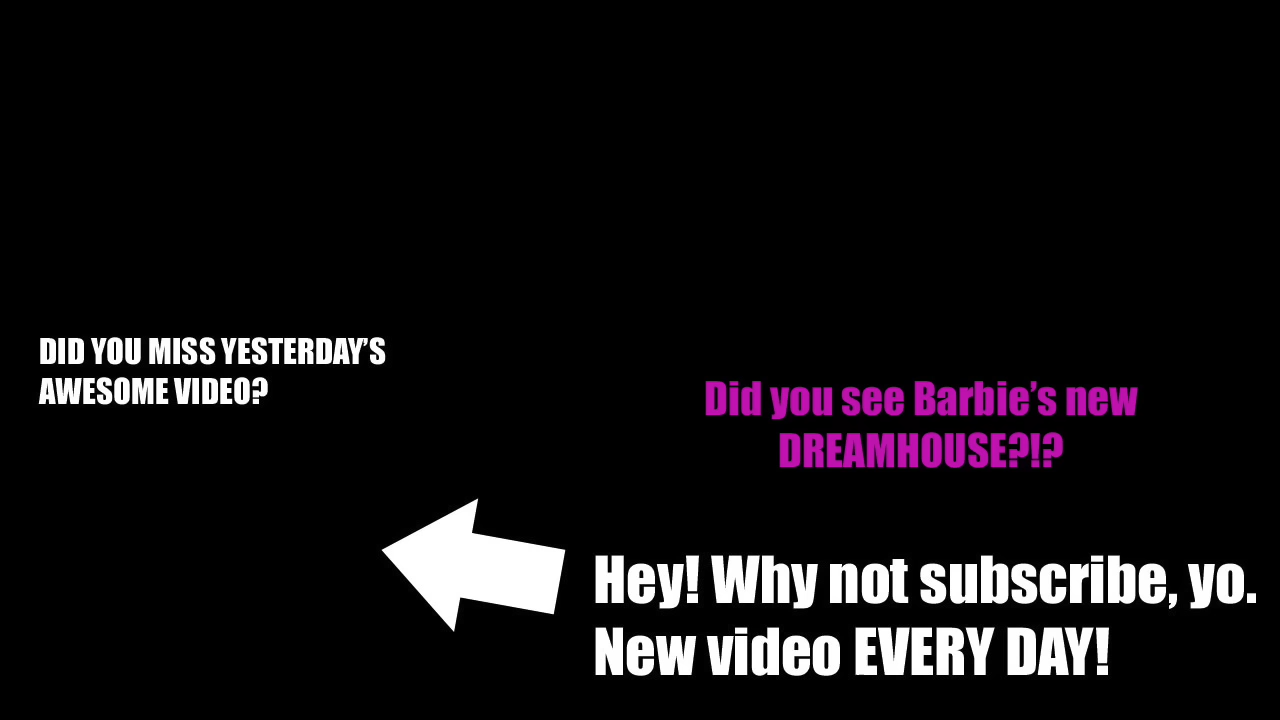 DID YOU MISS YESTERDAY'S
AWESOME VIDEO?
Did you see Barbie's new
DREAMHOUSE?!?
Hey! Why not subscribe, yo.
New video EVERY DAY!